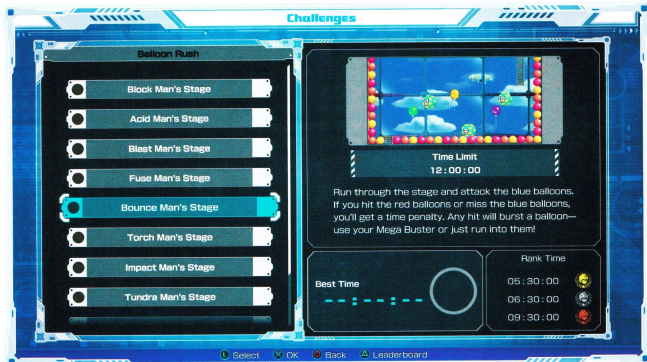 Challenges
Balloon Rush
Block Man's Stage
Acid Man's Stage
Blast Man's Stage
Fuse Man's Stage
Bounce Man's Stage
Torch Man's Stage
Impact Man's Stage
Tundra Man's Stage
Time Limit
12:00:00
Run through the stage and attack the blue balloons.
If you hit the red balloons or miss the blue balloons,
you'll get a time penalty. Any hit will burst a balloon—
use your Mega Buster or just run into them!
Best Time
--:--:--
Rank Time
05:30:00
06:30:00
09:30:00
L Select X OK Back Leaderboard